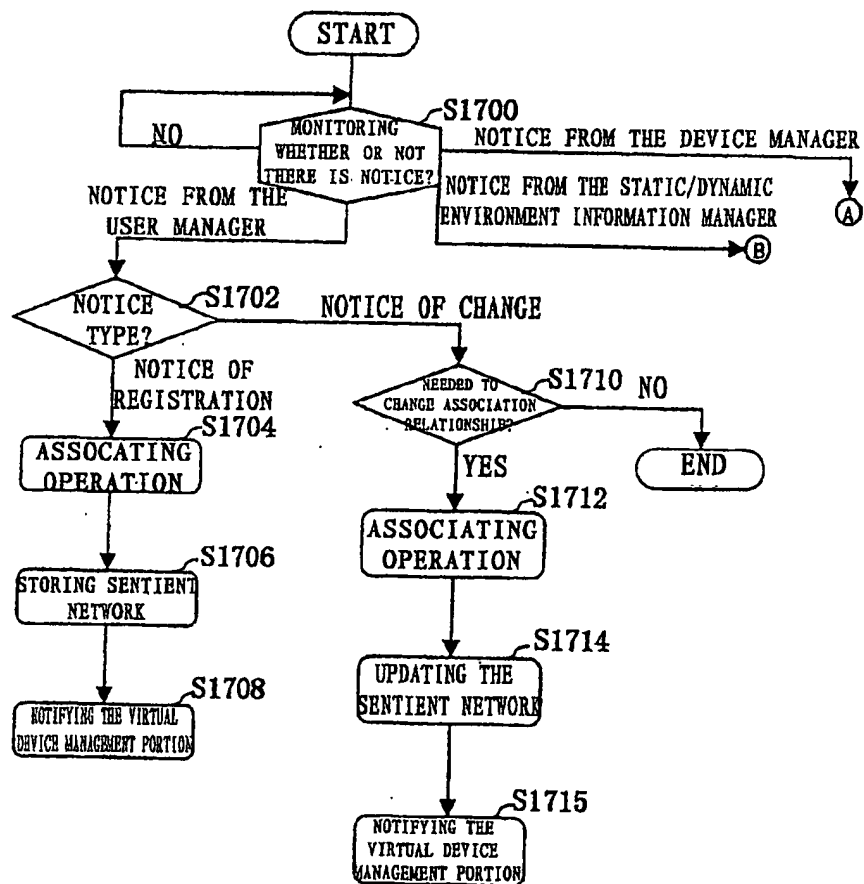 START
S1700
MONITORING
WHETHER OR NOT
THERE IS NOTICE?
NO
NOTICE FROM THE DEVICE MANAGER
A
NOTICE FROM THE STATIC/DYNAMIC
ENVIRONMENT INFORMATION MANAGER
B
NOTICE FROM THE
USER MANAGER
S1702
NOTICE
TYPE?
NOTICE OF CHANGE
NOTICE OF
REGISTRATION
S1710
NEEDED TO
CHANGE ASSOCIATION
RELATIONSHIP?
NO
END
YES
S1704
ASSOCATING
OPERATION
S1712
ASSOCIATING
OPERATION
S1706
STORING SENTIENT
NETWORK
S1714
UPDATING THE
SENTIENT NETWORK
S1708
NOTIFYING THE VIRTUAL
DEVICE MANAGEMENT PORTION
S1715
NOTIFYING THE
VIRTUAL DEVICE
MANAGEMENT PORTION